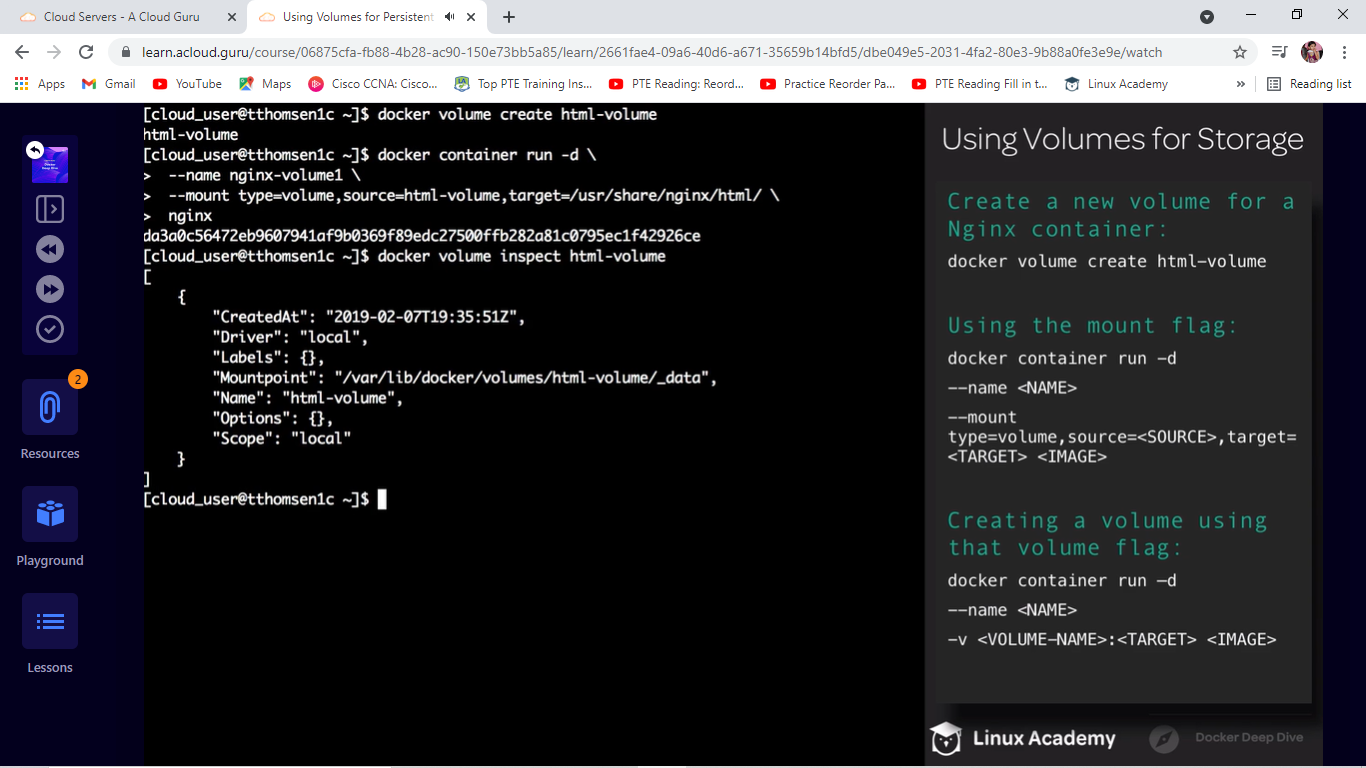 Cloud Servers - A Cloud Guru
Using Volumes for Persistent
learn.acloud.guru/course/06875cfa-fb88-4b28-ac90-150e73bb5a85/learn/2661fae4-09a6-40d6-a671-35659b14bfd5/dbe049e5-2031-4fa2-80e3-9b88a0fe3e9e/watch
Apps Gmail YouTube Maps Cisco CCNA: Cisco... Top PTE Training Ins... PTE Reading: Reord... Practice Reorder Pa... PTE Reading Fill in t... Linux Academy » Reading list
2
Resources
Playground
Lessons
[cloud_user@tthomsen1c ~]$ docker volume create html-volume
html-volume
[cloud_user@tthomsen1c ~]$ docker container run -d \
> --name nginx-volume1 \
> --mount type=volume,source=html-volume,target=/usr/share/nginx/html/ \
> nginx
da3a0c56472eb9607941af9b0369f89edc27500ffb282a81c0795ec1f42926ce
[cloud_user@tthomsen1c ~]$ docker volume inspect html-volume
[
{
"CreatedAt": "2019-02-07T19:35:51Z",
"Driver": "local",
"Labels": {},
"Mountpoint": "/var/lib/docker/volumes/html-volume/_data",
"Name": "html-volume",
"Options": {},
"Scope": "local"
}
]
[cloud_user@tthomsen1c ~]$
Using Volumes for Storage
Create a new volume for a
Nginx container:
docker volume create html-volume
Using the mount flag:
docker container run -d
--name <NAME>
--mount
type=volume,source=<SOURCE>,target=
<TARGET> <IMAGE>
Creating a volume using
that volume flag:
docker container run -d
--name <NAME>
-v <VOLUME-NAME>:<TARGET> <IMAGE>
Linux Academy
Docker Deep Dive